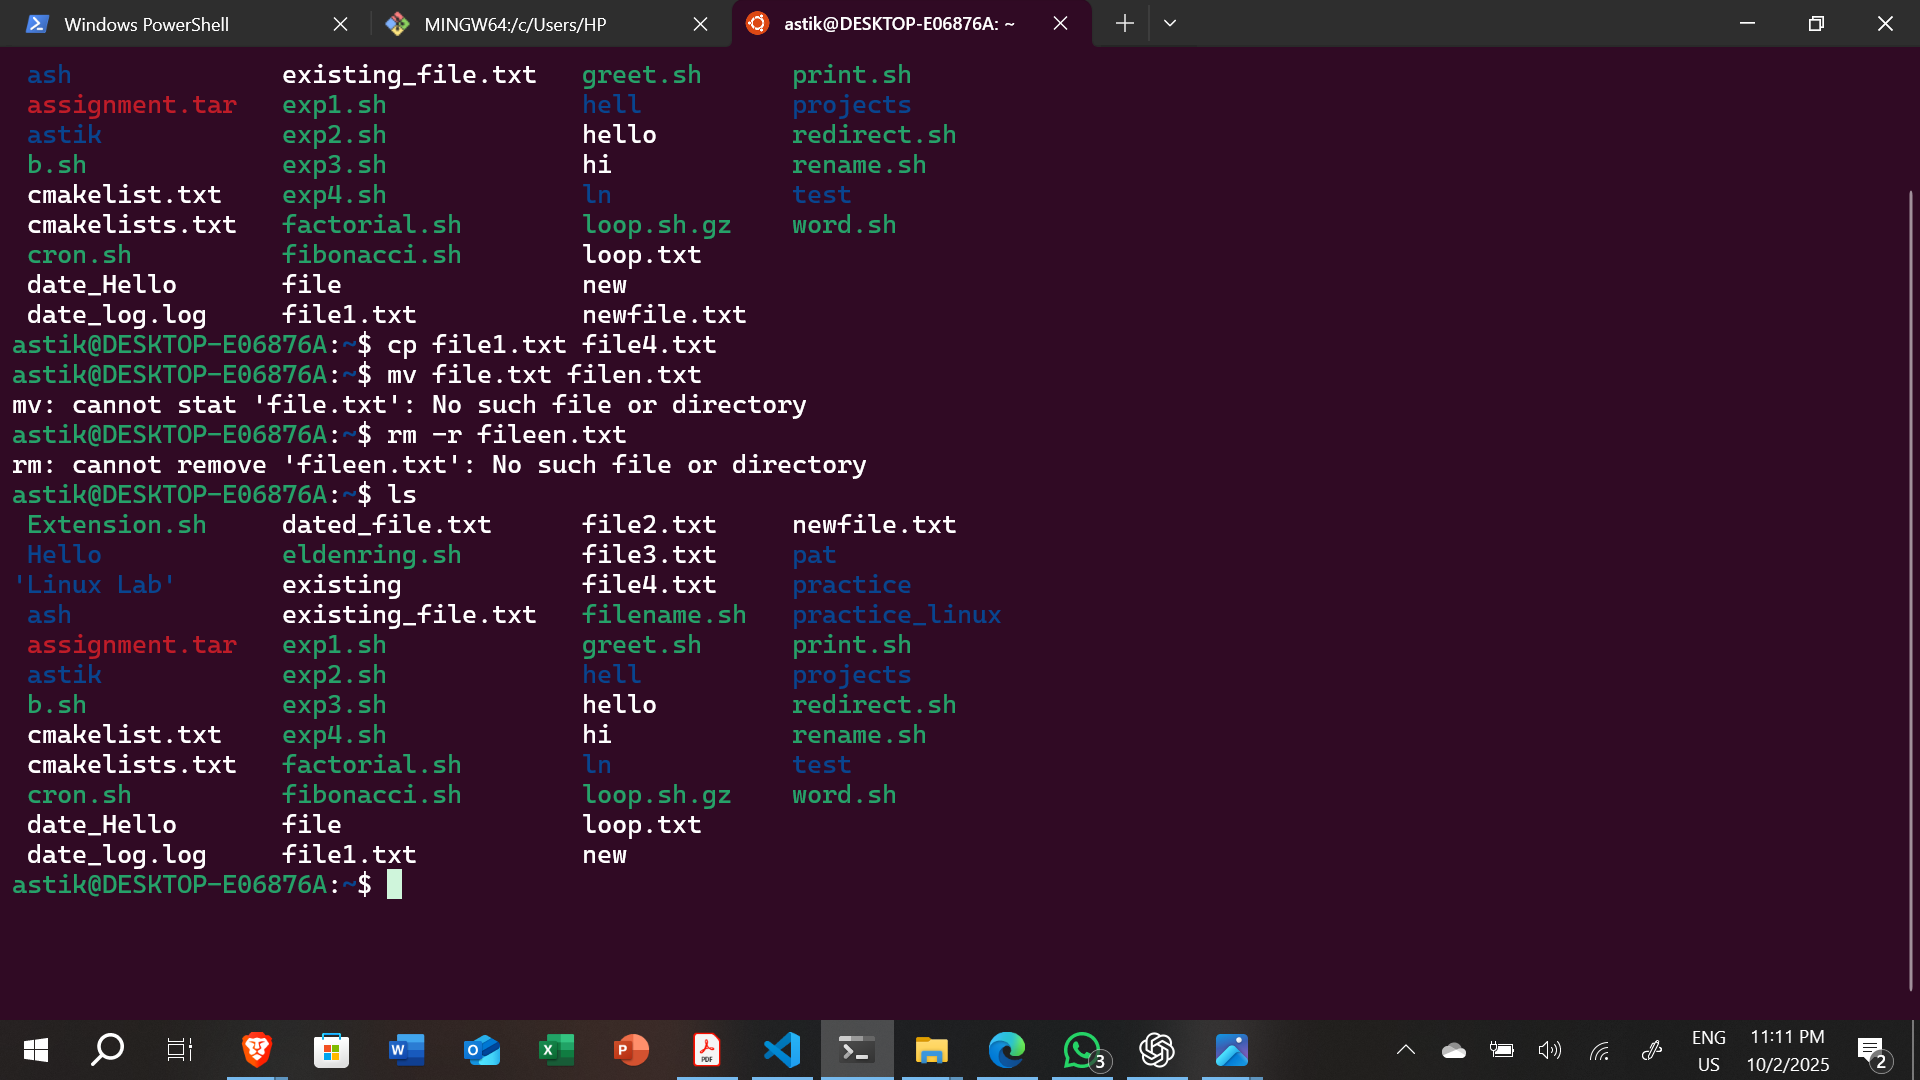 Windows PowerShell MINGW64:/c/Users/HP astik@DESKTOP-E06876A: ~
ash existing_file.txt greet.sh print.sh
assignment.tar exp1.sh hell projects
astik exp2.sh hello redirect.sh
b.sh exp3.sh hi rename.sh
cmakelist.txt exp4.sh ln test
cmakelists.txt factorial.sh loop.sh.gz word.sh
cron.sh fibonacci.sh loop.txt
date_Hello file new
date_log.log file1.txt newfile.txt
astik@DESKTOP-E06876A:~$ cp file1.txt file4.txt
astik@DESKTOP-E06876A:~$ mv file.txt filen.txt
mv: cannot stat 'file.txt': No such file or directory
astik@DESKTOP-E06876A:~$ rm -r fileen.txt
rm: cannot remove 'fileen.txt': No such file or directory
astik@DESKTOP-E06876A:~$ ls
Extension.sh dated_file.txt file2.txt newfile.txt
Hello eldenring.sh file3.txt pat
'Linux Lab' existing file4.txt practice
ash existing_file.txt filename.sh practice_linux
assignment.tar exp1.sh greet.sh print.sh
astik exp2.sh hell projects
b.sh exp3.sh hello redirect.sh
cmakelist.txt exp4.sh hi rename.sh
cmakelists.txt factorial.sh ln test
cron.sh fibonacci.sh loop.sh.gz word.sh
date_Hello file loop.txt
date_log.log file1.txt new
astik@DESKTOP-E06876A:~$
W O X P PDF 3 ENG 11:11 PM 2
US 10/2/2025